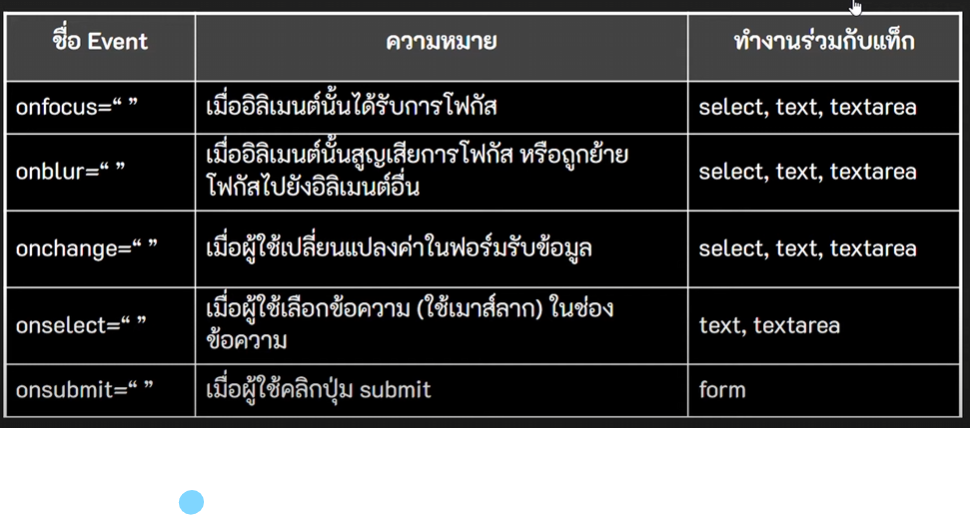 ชื่อ Event
ความหมาย
ทำงานร่วมกับแท็ก
onfocus=“ ”
เมื่ออิลิเมนต์นั้นได้รับการโฟกัส
select, text, textarea
onblur=“ ”
เมื่ออิลิเมนต์นั้นสูญเสียการโฟกัส หรือถูกย้าย
โฟกัสไปยังอิลิเมนต์อื่น
select, text, textarea
onchange=“ ”
เมื่อผู้ใช้เปลี่ยนแปลงค่าในฟอร์มรับข้อมูล
select, text, textarea
onselect=“ ”
เมื่อผู้ใช้เลือกข้อความ (ใช้เมาส์ลาก) ในช่อง
ข้อความ
text, textarea
onsubmit=“ ”
เมื่อผู้ใช้คลิกปุ่ม submit
form